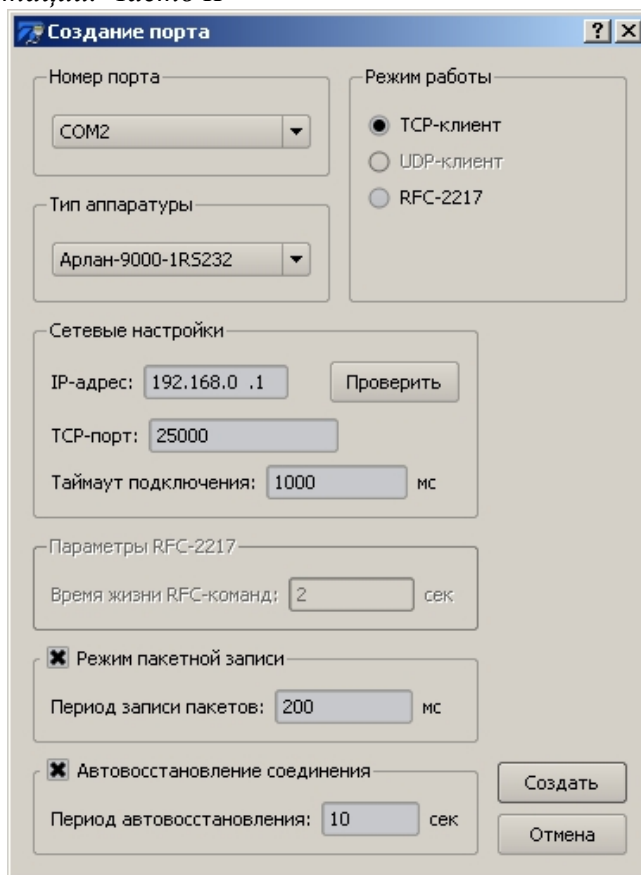 Часть II
Создание порта
Номер порта
COM2
Режим работы
TCP-клиент
UDP-клиент
RFC-2217
Тип аппаратуры
Арлан-9000-1RS232
Сетевые настройки
IP-адрес: 192.168.0 .1 Проверить
TCP-порт: 25000
Таймаут подключения: 1000 мс
Параметры RFC-2217
Время жизни RFC-команд: 2 сек
Режим пакетной записи
Период записи пакетов: 200 мс
Автовосстановление соединения
Период автовосстановления: 10 сек
Создать
Отмена